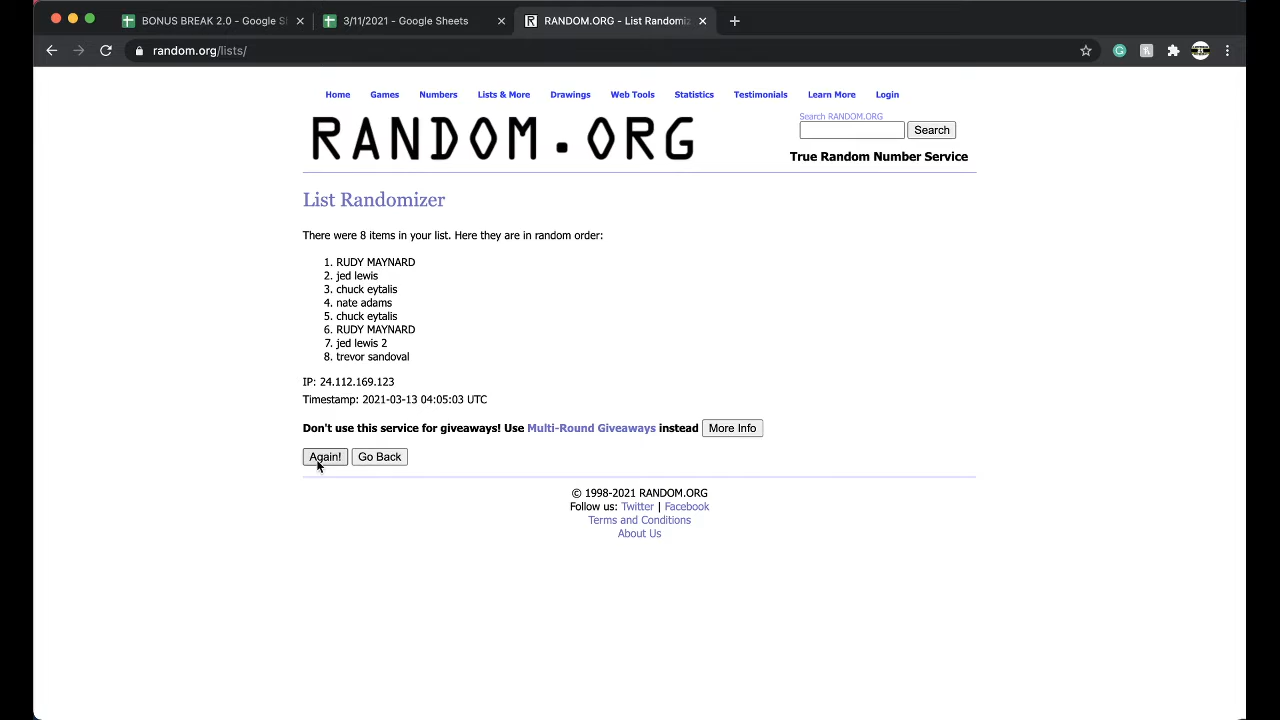 BONUS BREAK 2.0 - Google S
3/11/2021 - Google Sheets
RANDOM.ORG - List Randomiz
random.org/lists/
Home Games Numbers Lists & More Drawings Web Tools Statistics Testimonials Learn More Login
RANDOM.ORG
Search RANDOM.ORG
Search
True Random Number Service
List Randomizer
There were 8 items in your list. Here they are in random order:
1. RUDY MAYNARD
2. jed lewis
3. chuck eytalis
4. nate adams
5. chuck eytalis
6. RUDY MAYNARD
7. jed lewis 2
8. trevor sandoval
IP: 24.112.169.123
Timestamp: 2021-03-13 04:05:03 UTC
Don't use this service for giveaways! Use Multi-Round Giveaways instead More Info
Again! Go Back
© 1998-2021 RANDOM.ORG
Follow us: Twitter | Facebook
Terms and Conditions
About Us